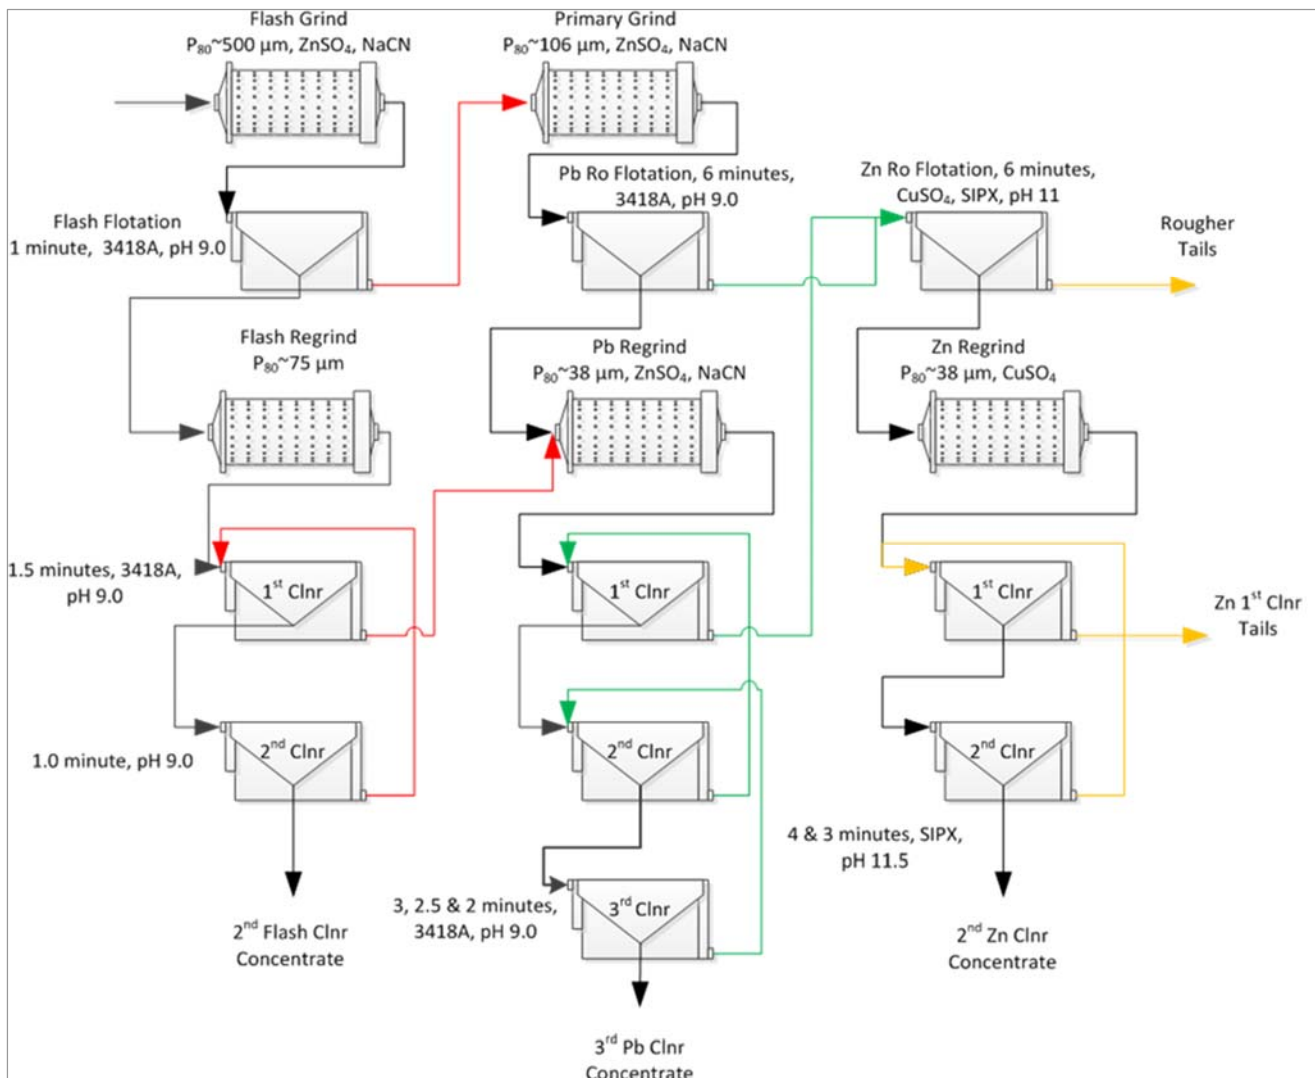 Flash Grind
P₈₀~500 µm, ZnSO₄, NaCN
Primary Grind
P₈₀~106 µm, ZnSO₄, NaCN
Flash Flotation
1 minute, 3418A, pH 9.0
Pb Ro Flotation, 6 minutes,
3418A, pH 9.0
Zn Ro Flotation, 6 minutes,
CuSO₄, SIPX, pH 11
Rougher
Tails
Flash Regrind
P₈₀~75 µm
Pb Regrind
P₈₀~38 µm, ZnSO₄, NaCN
Zn Regrind
P₈₀~38 µm, CuSO₄
1.5 minutes, 3418A,
pH 9.0
1ˢᵗ Clnr
1ˢᵗ Clnr
1ˢᵗ Clnr
Zn 1ˢᵗ Clnr
Tails
1.0 minute, pH 9.0
2ⁿᵈ Clnr
2ⁿᵈ Clnr
2ⁿᵈ Clnr
4 & 3 minutes, SIPX,
pH 11.5
3, 2.5 & 2 minutes,
3418A, pH 9.0
3ʳᵈ Clnr
2ⁿᵈ Flash Clnr
Concentrate
2ⁿᵈ Zn Clnr
Concentrate
3ʳᵈ Pb Clnr
Concentrate